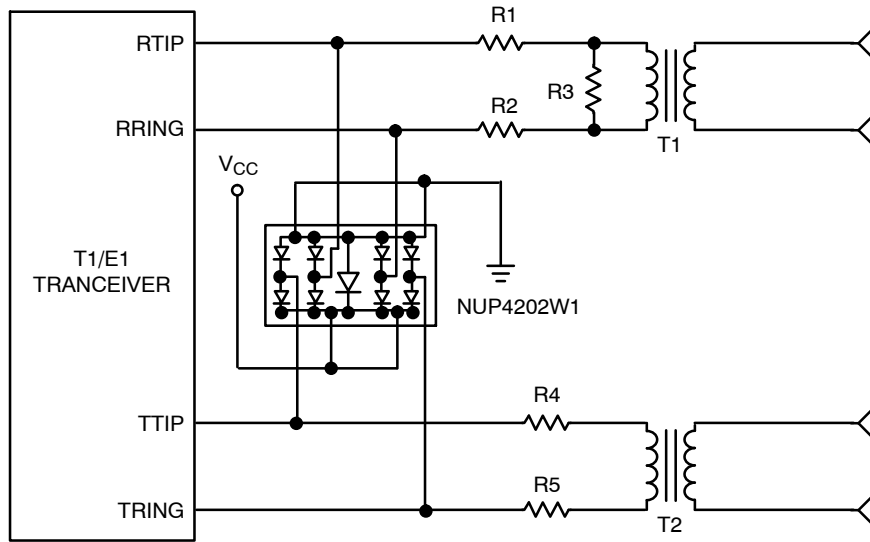 RTIP
R1
R3
RRING
R2
T1
VCC
T1/E1
TRANCEIVER
NUP4202W1
TTIP
R4
TRING
R5
T2